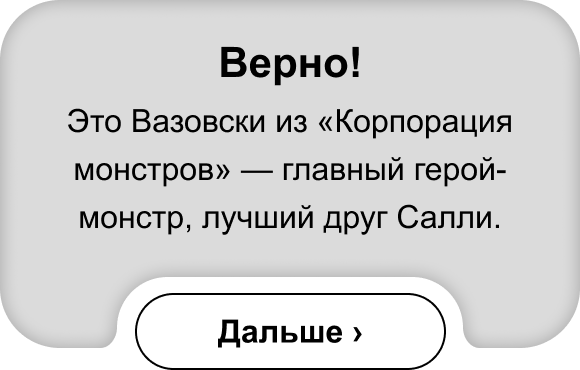 Верно!
Это Вазовски из «Корпорация
монстров» — главный герой-
монстр, лучший друг Салли.
Дальше ›